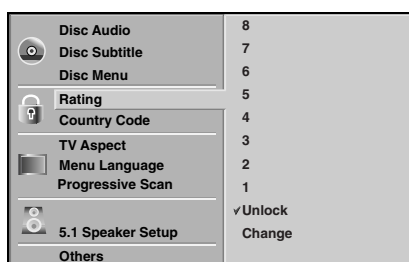 Disc Audio
Disc Subtitle
Disc Menu
Rating
Country Code
TV Aspect
Menu Language
Progressive Scan
5.1 Speaker Setup
Others
8
7
6
5
4
3
2
1
✓Unlock
Change